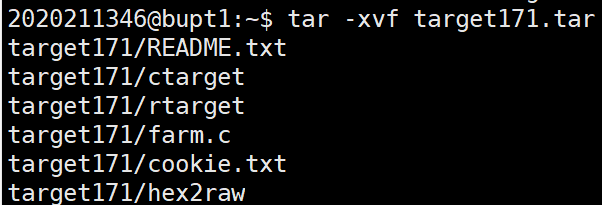 2020211346@bupt1:~$ tar -xvf target171.tar
target171/README.txt
target171/ctarget
target171/rtarget
target171/farm.c
target171/cookie.txt
target171/hex2raw